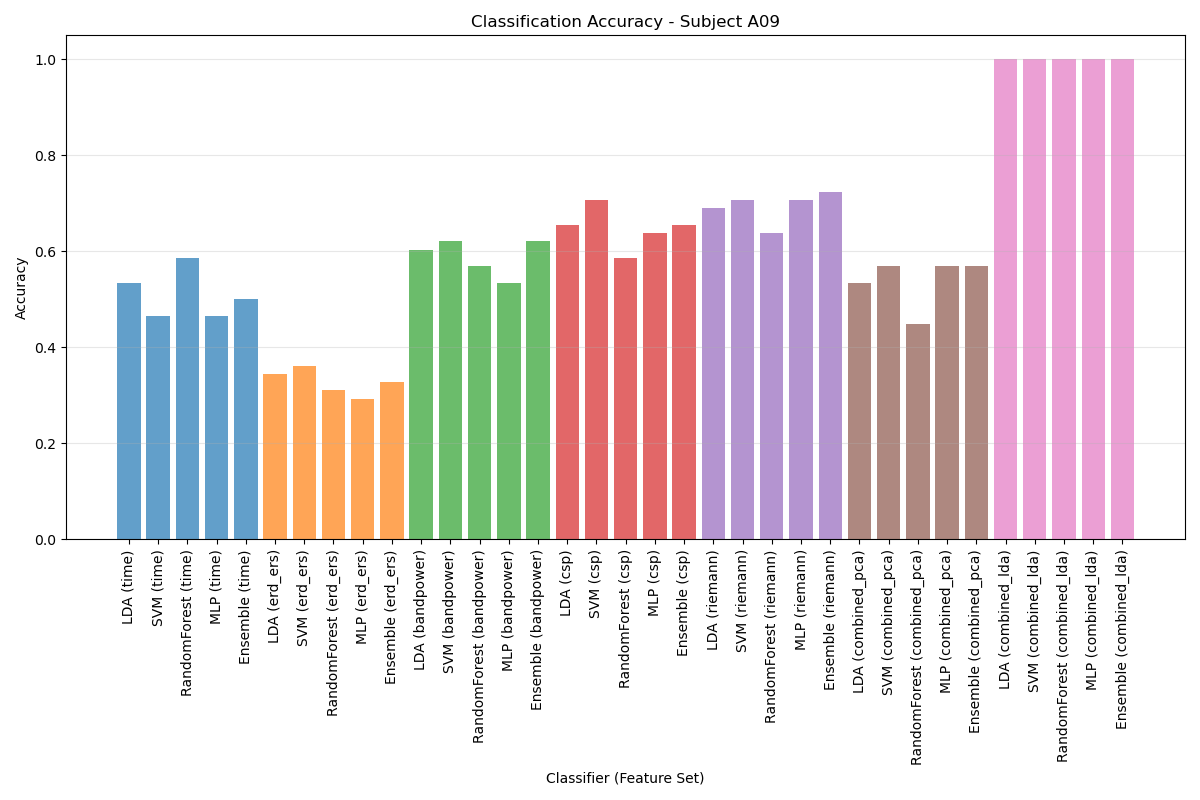 Classification Accuracy - Subject A09
Accuracy
1.0
0.8
0.6
0.4
0.2
0.0
LDA (time)
SVM (time)
RandomForest (time)
MLP (time)
Ensemble (time)
LDA (erd_ers)
SVM (erd_ers)
RandomForest (erd_ers)
MLP (erd_ers)
Ensemble (erd_ers)
LDA (bandpower)
SVM (bandpower)
RandomForest (bandpower)
MLP (bandpower)
Ensemble (bandpower)
LDA (csp)
SVM (csp)
RandomForest (csp)
MLP (csp)
Ensemble (csp)
LDA (riemann)
SVM (riemann)
RandomForest (riemann)
MLP (riemann)
Ensemble (riemann)
LDA (combined_pca)
SVM (combined_pca)
RandomForest (combined_pca)
MLP (combined_pca)
Ensemble (combined_pca)
LDA (combined_lda)
SVM (combined_lda)
RandomForest (combined_lda)
MLP (combined_lda)
Ensemble (combined_lda)
Classifier (Feature Set)